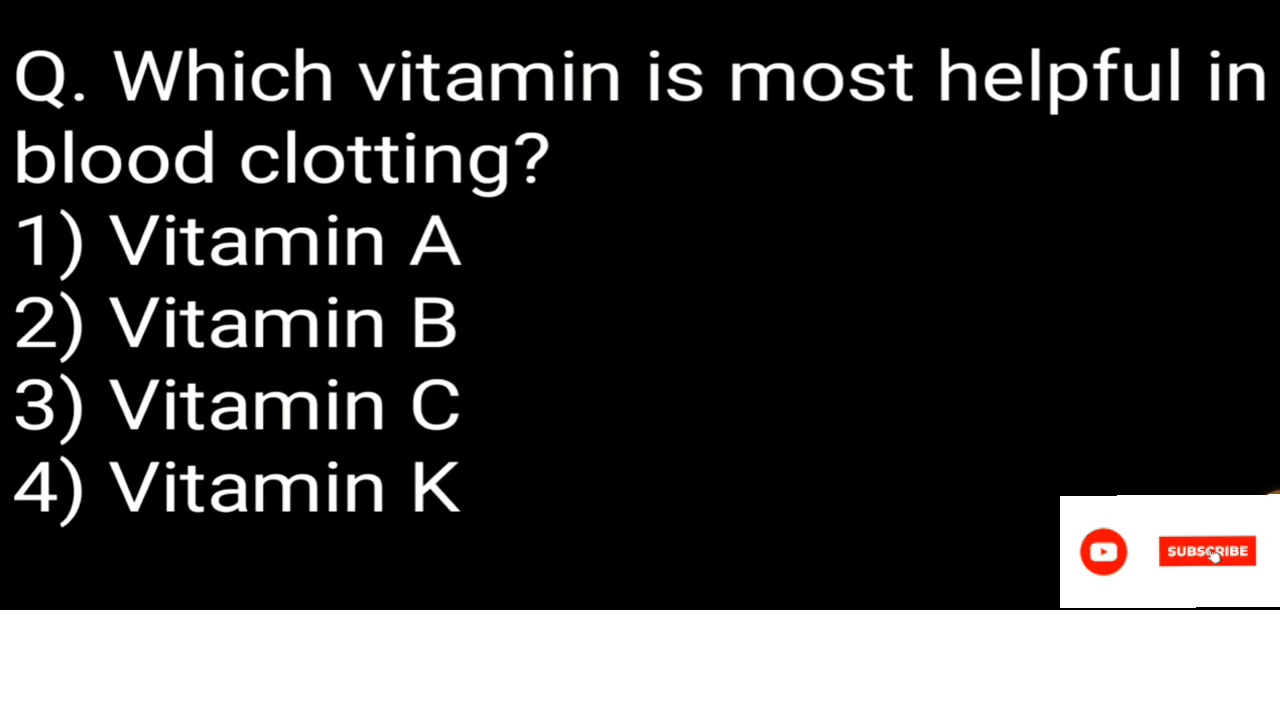 Q. Which vitamin is most helpful in
blood clotting?
1) Vitamin A
2) Vitamin B
3) Vitamin C
4) Vitamin K
SUBSCRIBE